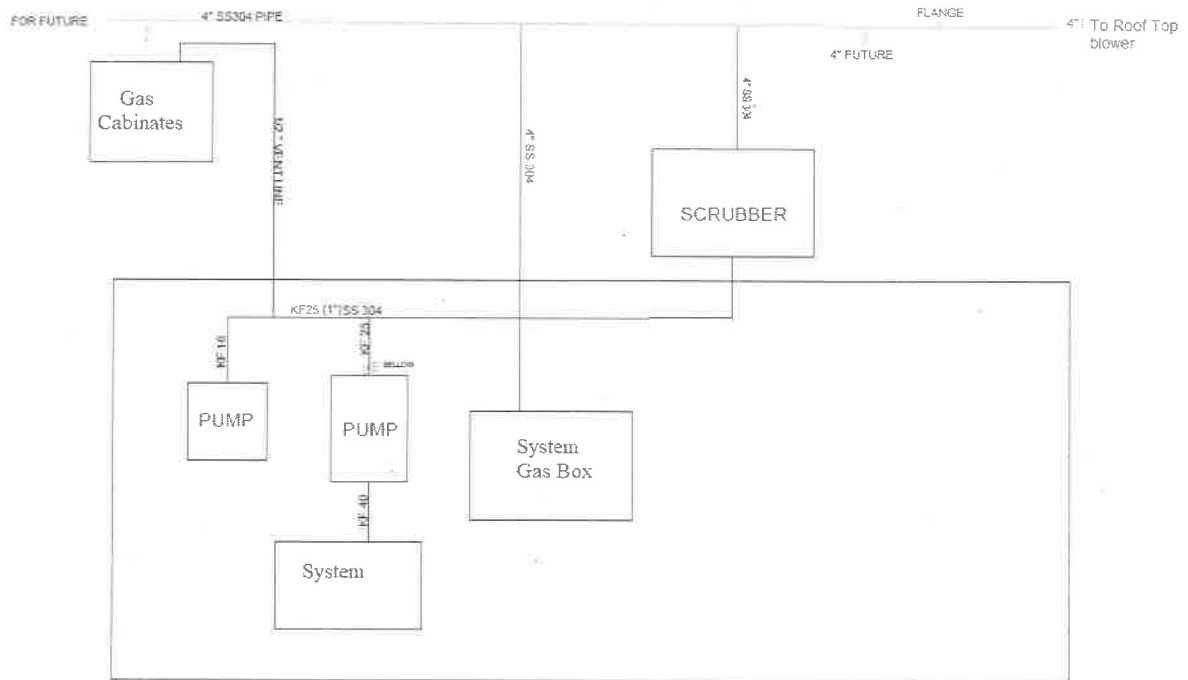 FOR FUTURE
4" SS304 PIPE
FLANGE
4" To Roof Top
blower
4" FUTURE
Gas
Cabinates
1/2" VENT LINE
4" SS 304
4" SS 304
SCRUBBER
KF25 (1") SS 304
KF 16
KF 25
BELLOW
PUMP
PUMP
System
Gas Box
KF 40
System